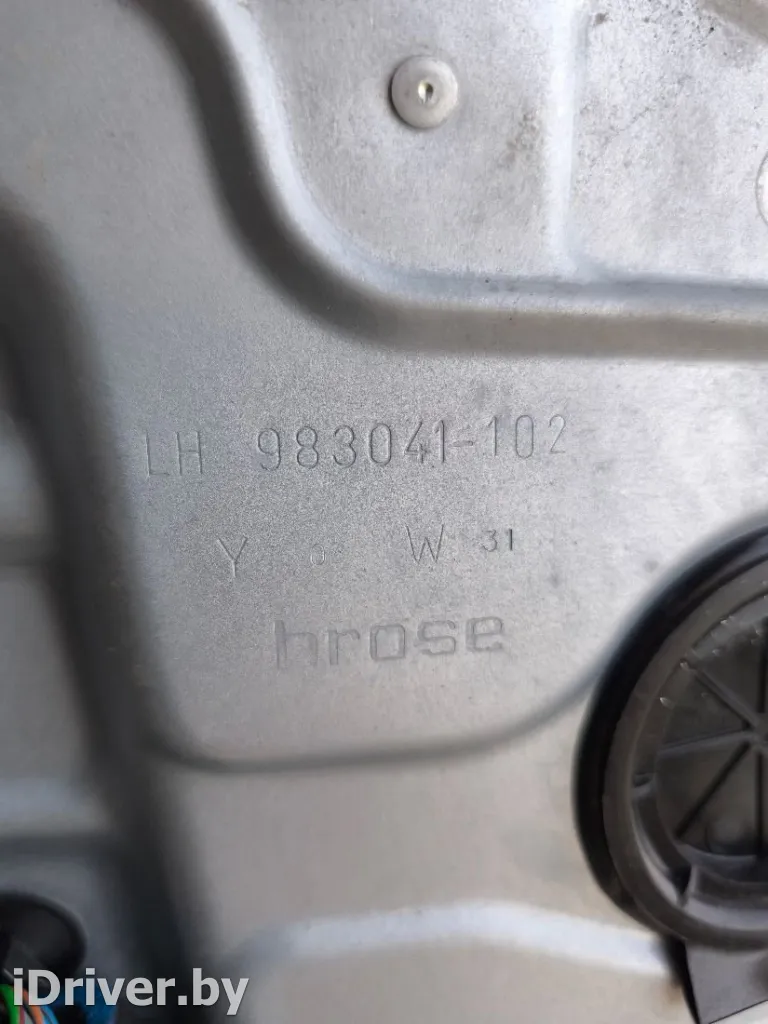 LH 983041-102
Y W 31
brose
iDriver.by